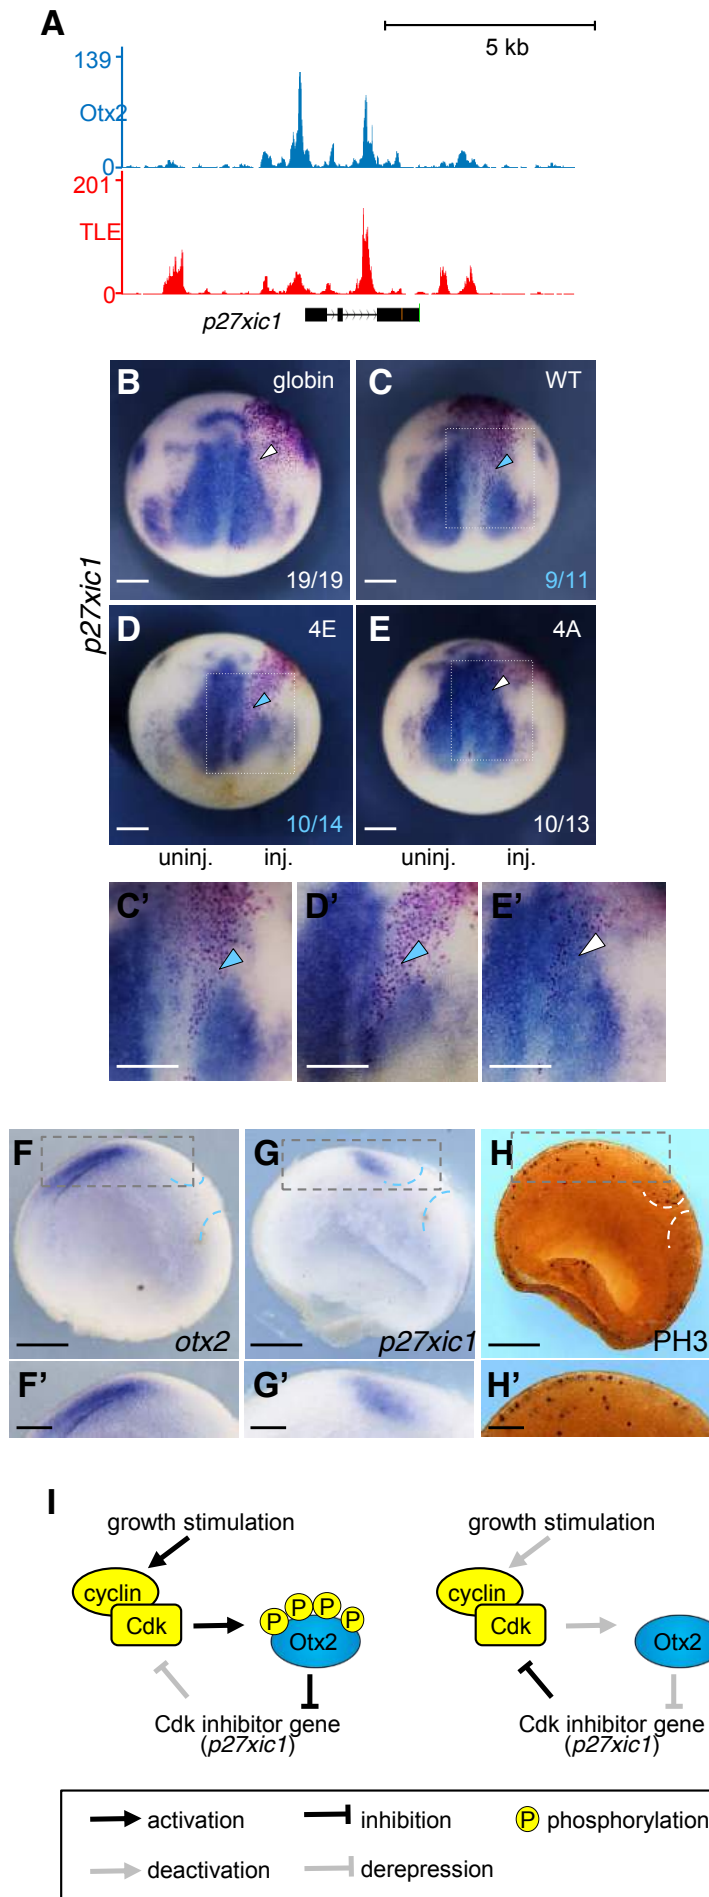 A
5 kb
139
Otx2
0
201
TLE
0
p27xic1
B globin
C WT
19/19
9/11
p27xic1
D 4E
E 4A
10/14
10/13
uninj. inj.
uninj. inj.
C' D' E'
F G H
otx2 p27xic1 PH3
F' G' H'
I
growth stimulation
growth stimulation
cyclin
cyclin
P P P P
Cdk
Cdk
Otx2
Otx2
Cdk inhibitor gene
(p27xic1)
Cdk inhibitor gene
(p27xic1)
activation
inhibition
P phosphorylation
deactivation
derepression